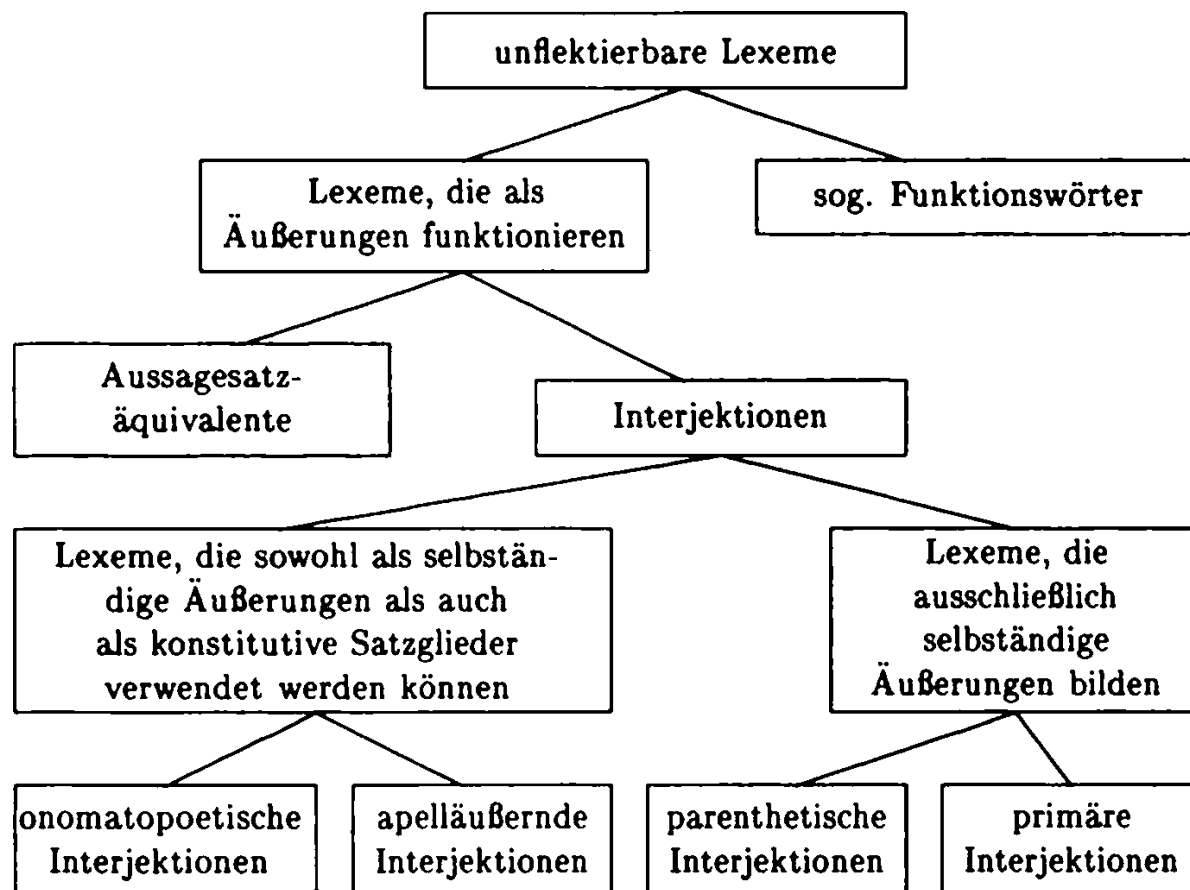 unflektierbare Lexeme
Lexeme, die als
Äußerungen funktionieren
sog. Funktionswörter
Aussagesatz-
äquivalente
Interjektionen
Lexeme, die sowohl als selbstän-
dige Äußerungen als auch
als konstitutive Satzglieder
verwendet werden können
Lexeme, die
ausschließlich
selbständige
Äußerungen bilden
onomatopoetische
Interjektionen
apelläußernde
Interjektionen
parenthetische
Interjektionen
primäre
Interjektionen